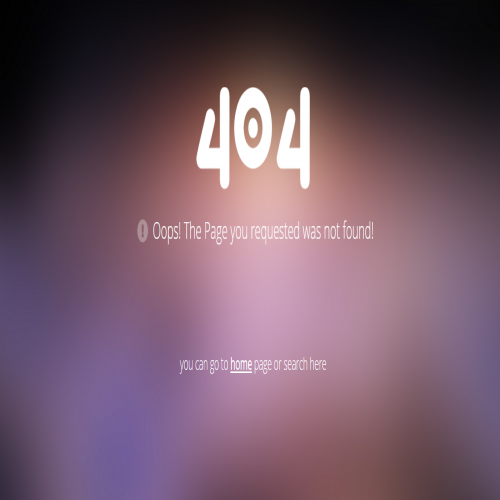 404
Oops! The Page you requested was not found!
you can go to home page or search here